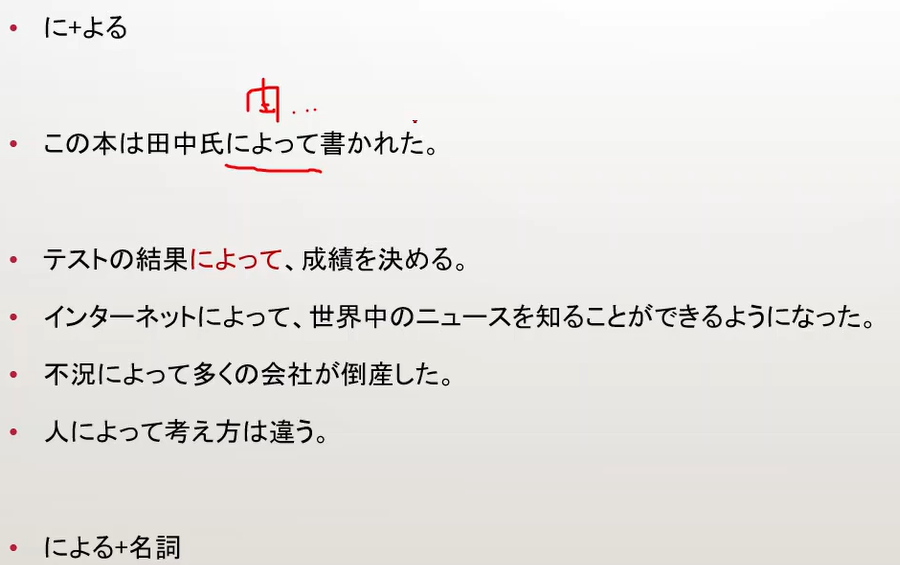 • に+よる
由...
• この本は田中氏によって書かれた。
• テストの結果によって、成績を決める。
• インターネットによって、世界中のニュースを知ることができるようになった。
• 不況によって多くの会社が倒産した。
• 人によって考え方は違う。
• による+名詞